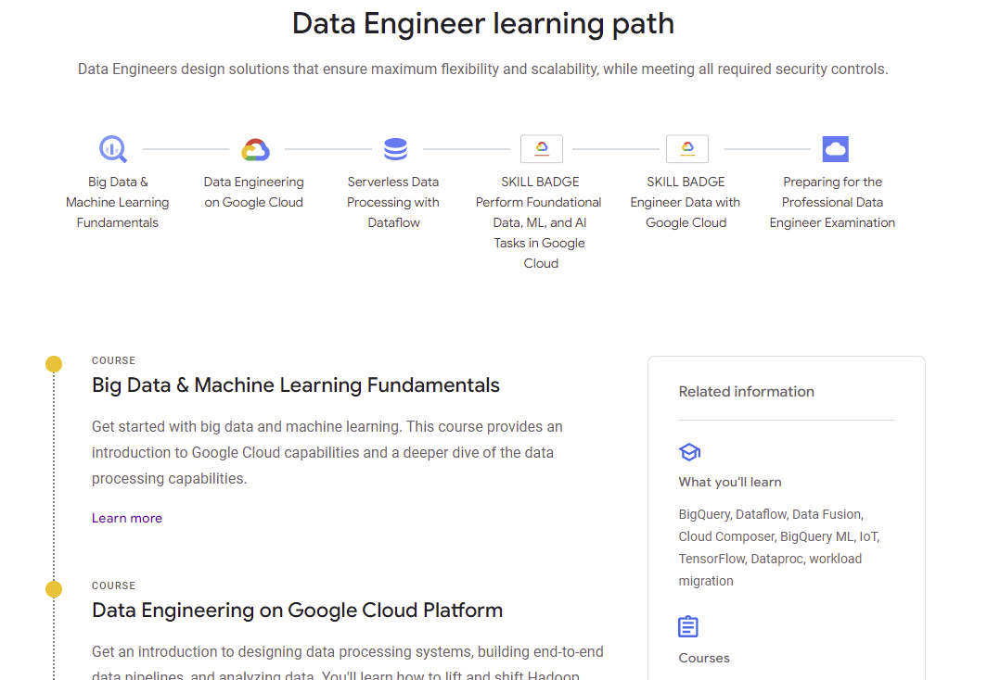 Data Engineer learning path
Data Engineers design solutions that ensure maximum flexibility and scalability, while meeting all required security controls.
Big Data &
Machine Learning
Fundamentals
Data Engineering
on Google Cloud
Serverless Data
Processing with
Dataflow
SKILL BADGE
Perform Foundational
Data, ML, and AI
Tasks in Google
Cloud
SKILL BADGE
Engineer Data with
Google Cloud
Preparing for the
Professional Data
Engineer Examination
COURSE
Big Data & Machine Learning Fundamentals
Get started with big data and machine learning. This course provides an
introduction to Google Cloud capabilities and a deeper dive of the data
processing capabilities.
Learn more
COURSE
Data Engineering on Google Cloud Platform
Get an introduction to designing data processing systems, building end-to-end
data pipelines, and analyzing data. You'll learn how to lift and shift Hadoop
Related information
What you'll learn
BigQuery, Dataflow, Data Fusion,
Cloud Composer, BigQuery ML, IoT,
TensorFlow, Dataproc, workload
migration
Courses